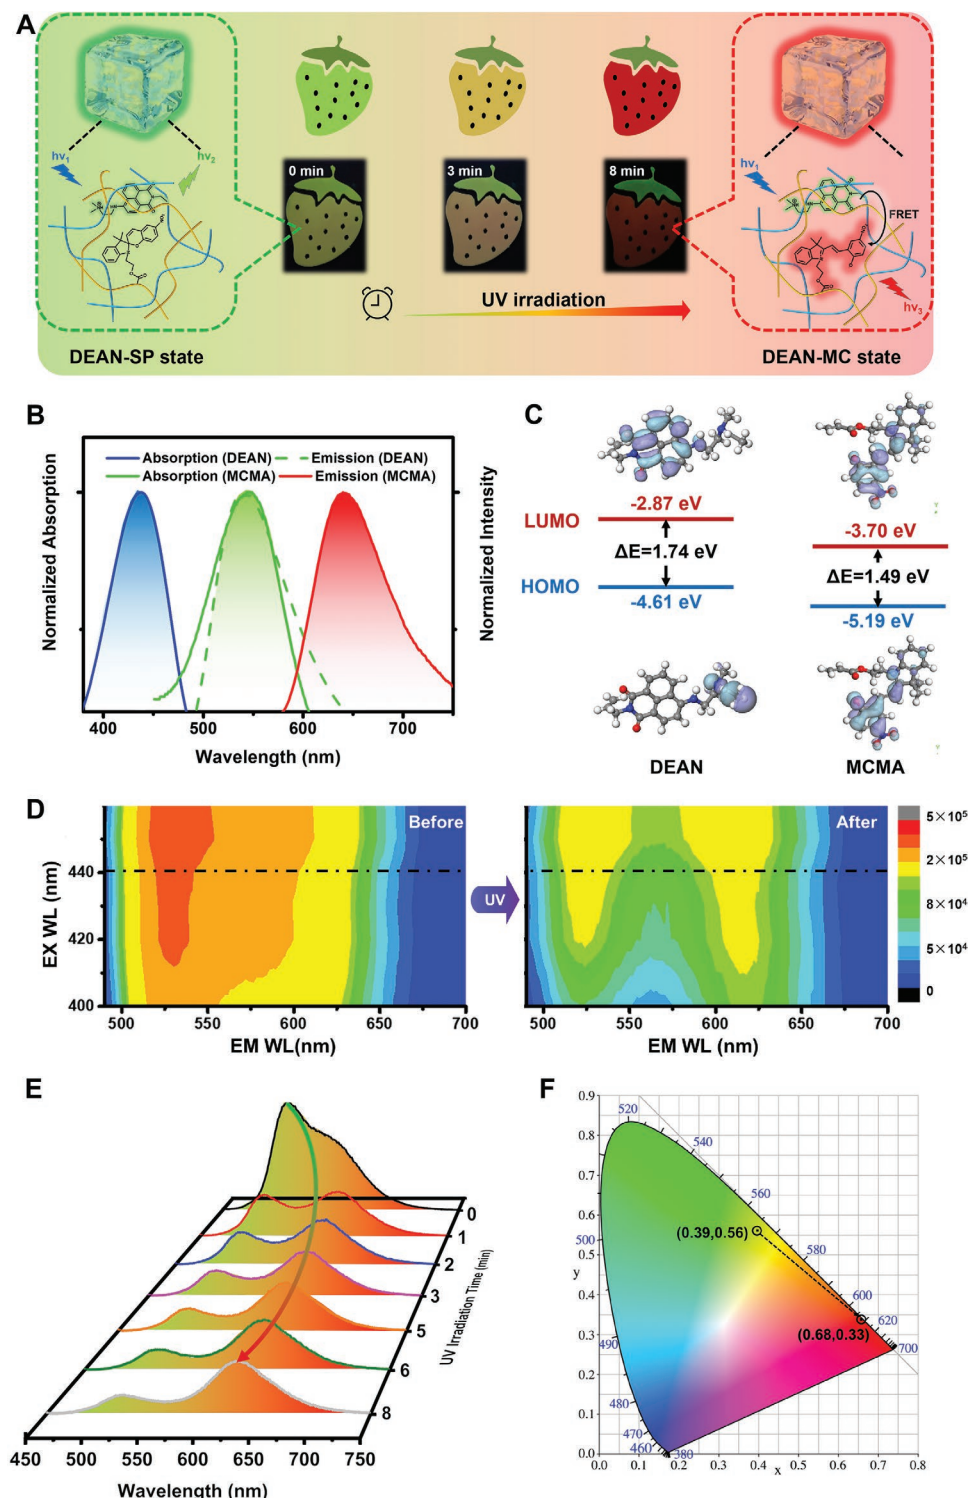 A
hv₁
hv₂
0 min
3 min
8 min
hv₁
FRET
hv₃
UV irradiation
DEAN-SP state
DEAN-MC state
B
Absorption (DEAN)
Emission (DEAN)
Absorption (MCMA)
Emission (MCMA)
Normalized Absorption
Normalized Intensity
400
500
600
700
Wavelength (nm)
C
-2.87 eV
LUMO
-3.70 eV
ΔE=1.74 eV
ΔE=1.49 eV
HOMO
-4.61 eV
-5.19 eV
DEAN
MCMA
D
Before
After
EX WL (nm)
440
420
400
UV
5×10⁵
2×10⁵
8×10⁴
5×10⁴
0
500
550
600
650
700
500
550
600
650
700
EM WL(nm)
EM WL (nm)
E
0
1
2
3
5
6
8
UV Irradiation Time (min)
450
500
550
600
650
700
750
Wavelength (nm)
F
0.9
0.8
0.7
0.6
0.5
y
0.4
0.3
0.2
0.1
0.0
520
540
560
500
(0.39,0.56)
580
600
620
(0.68,0.33)
700
490
480
470
460
380
0.0
0.1
0.2
0.3
0.4
0.5
0.6
0.7
0.8
x